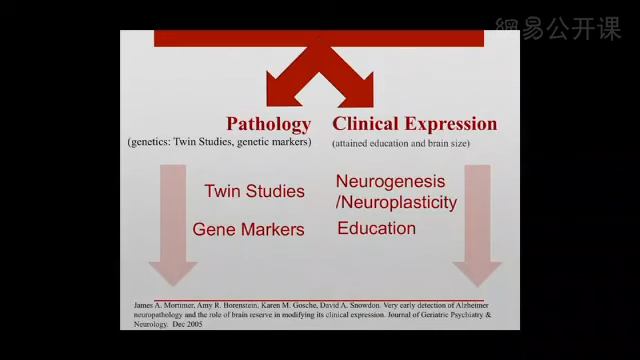 網易公开课
Pathology
Clinical Expression
(genetics: Twin Studies, genetic markers)
(attained education and brain size)
Twin Studies
Neurogenesis
/Neuroplasticity
Gene Markers
Education
James A. Mortimer, Amy R. Borenstein, Karen M. Gosche, David A. Snowdon. Very early detection of Alzheimer
neuropathology and the role of brain reserve in modifying its clinical expression. Journal of Geriatric Psychiatry &
Neurology. Dec 2005